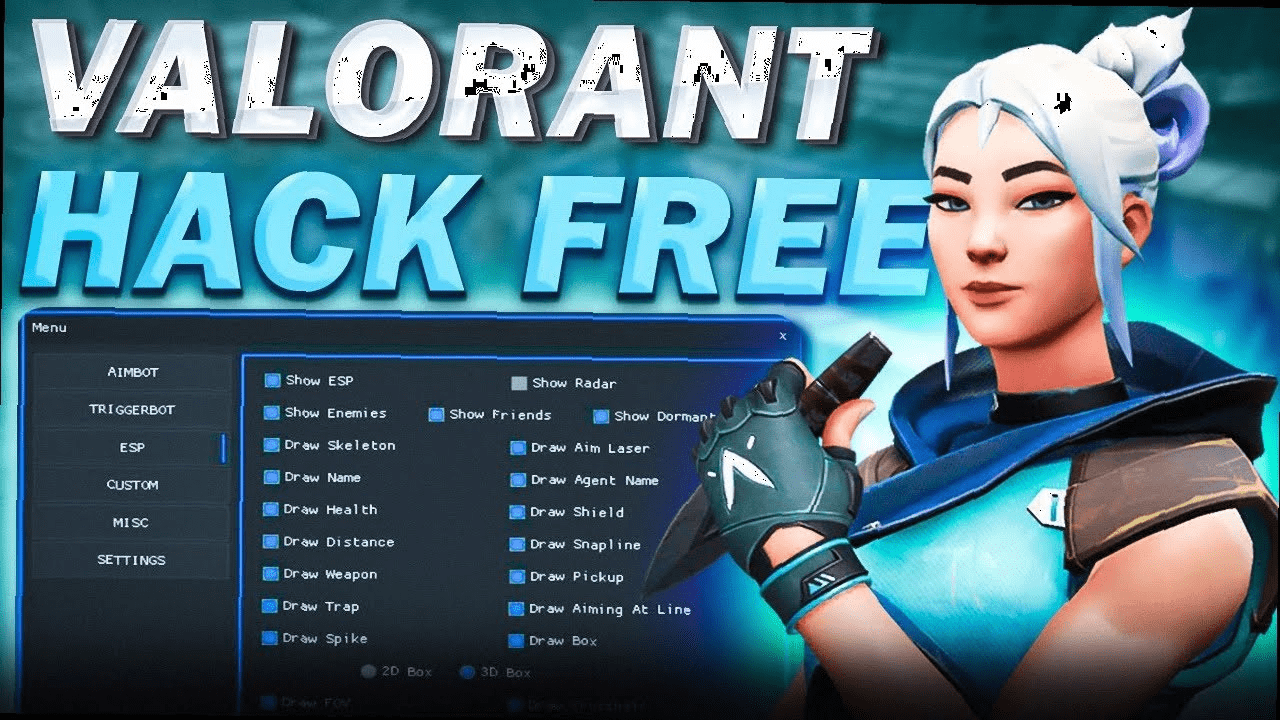 VALORANT
HACK FREE
Menu
x
AIMBOT
TRIGGERBOT
ESP
CUSTOM
MISC
SETTINGS
Show ESP
Show Radar
Show Enemies
Show Friends
Show Dormant
Draw Skeleton
Draw Aim Laser
Draw Name
Draw Agent Name
Draw Health
Draw Shield
Draw Distance
Draw Snapline
Draw Weapon
Draw Pickup
Draw Trap
Draw Aiming At Line
Draw Spike
Draw Box
2D Box
3D Box
Draw FOV